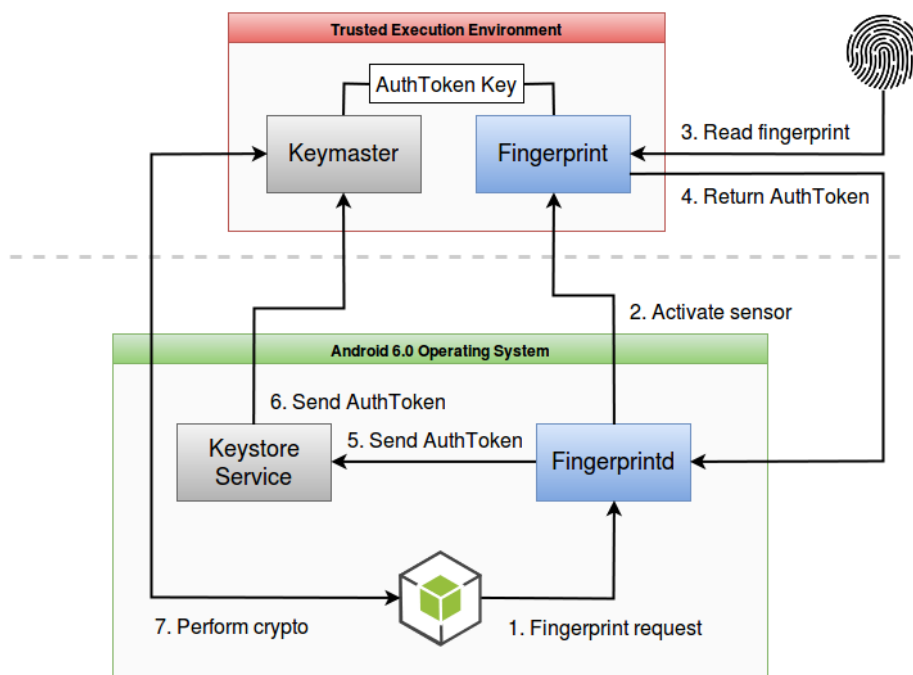 Trusted Execution Environment
AuthToken Key
Keymaster
Fingerprint
3. Read fingerprint
4. Return AuthToken
2. Activate sensor
Android 6.0 Operating System
6. Send AuthToken
Keystore
Service
5. Send AuthToken
Fingerprintd
7. Perform crypto
1. Fingerprint request